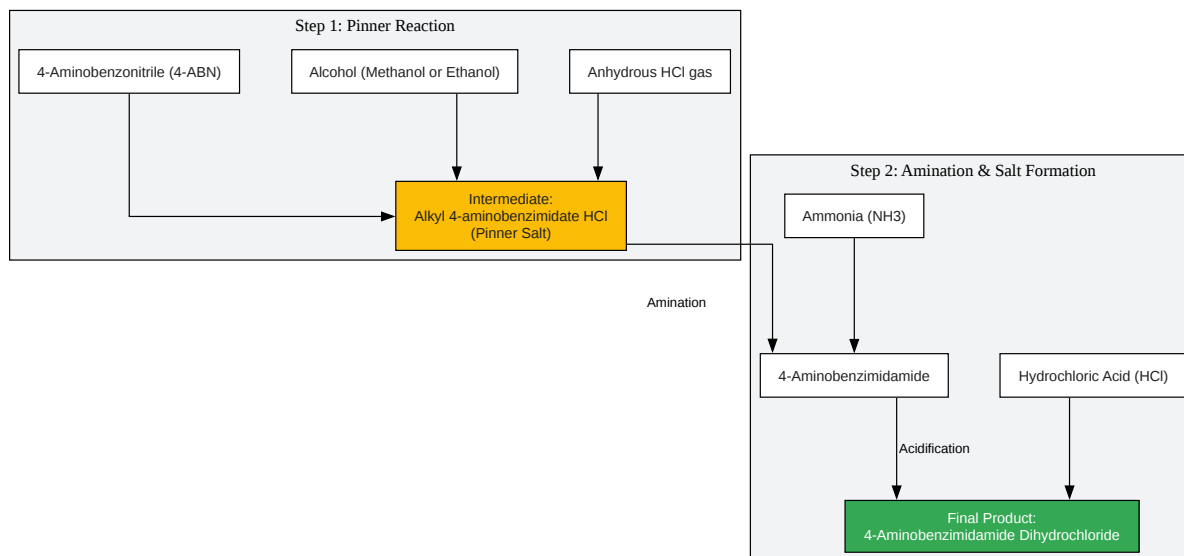 Step 1: Pinner Reaction
4-Aminobenzonitrile (4-ABN)
Alcohol (Methanol or Ethanol)
Anhydrous HCl gas
Intermediate:
Alkyl 4-aminobenzimidate HCl
(Pinner Salt)
Step 2: Amination & Salt Formation
Ammonia (NH3)
Amination
4-Aminobenzimidamide
Hydrochloric Acid (HCl)
Acidification
Final Product:
4-Aminobenzimidamide Dihydrochloride